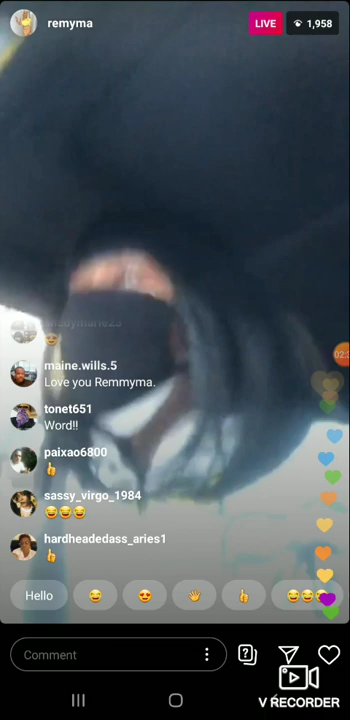 remyma
LIVE
1,958
maine.wills.5
Love you Remmyma.
tonet651
Word!!
paixao6800
👍
sassy_virgo_1984
😂😂😂
hardheadedass_aries1
👍
Hello 😂 😍 👋 👍 😂😂😂
Comment
V RECORDER